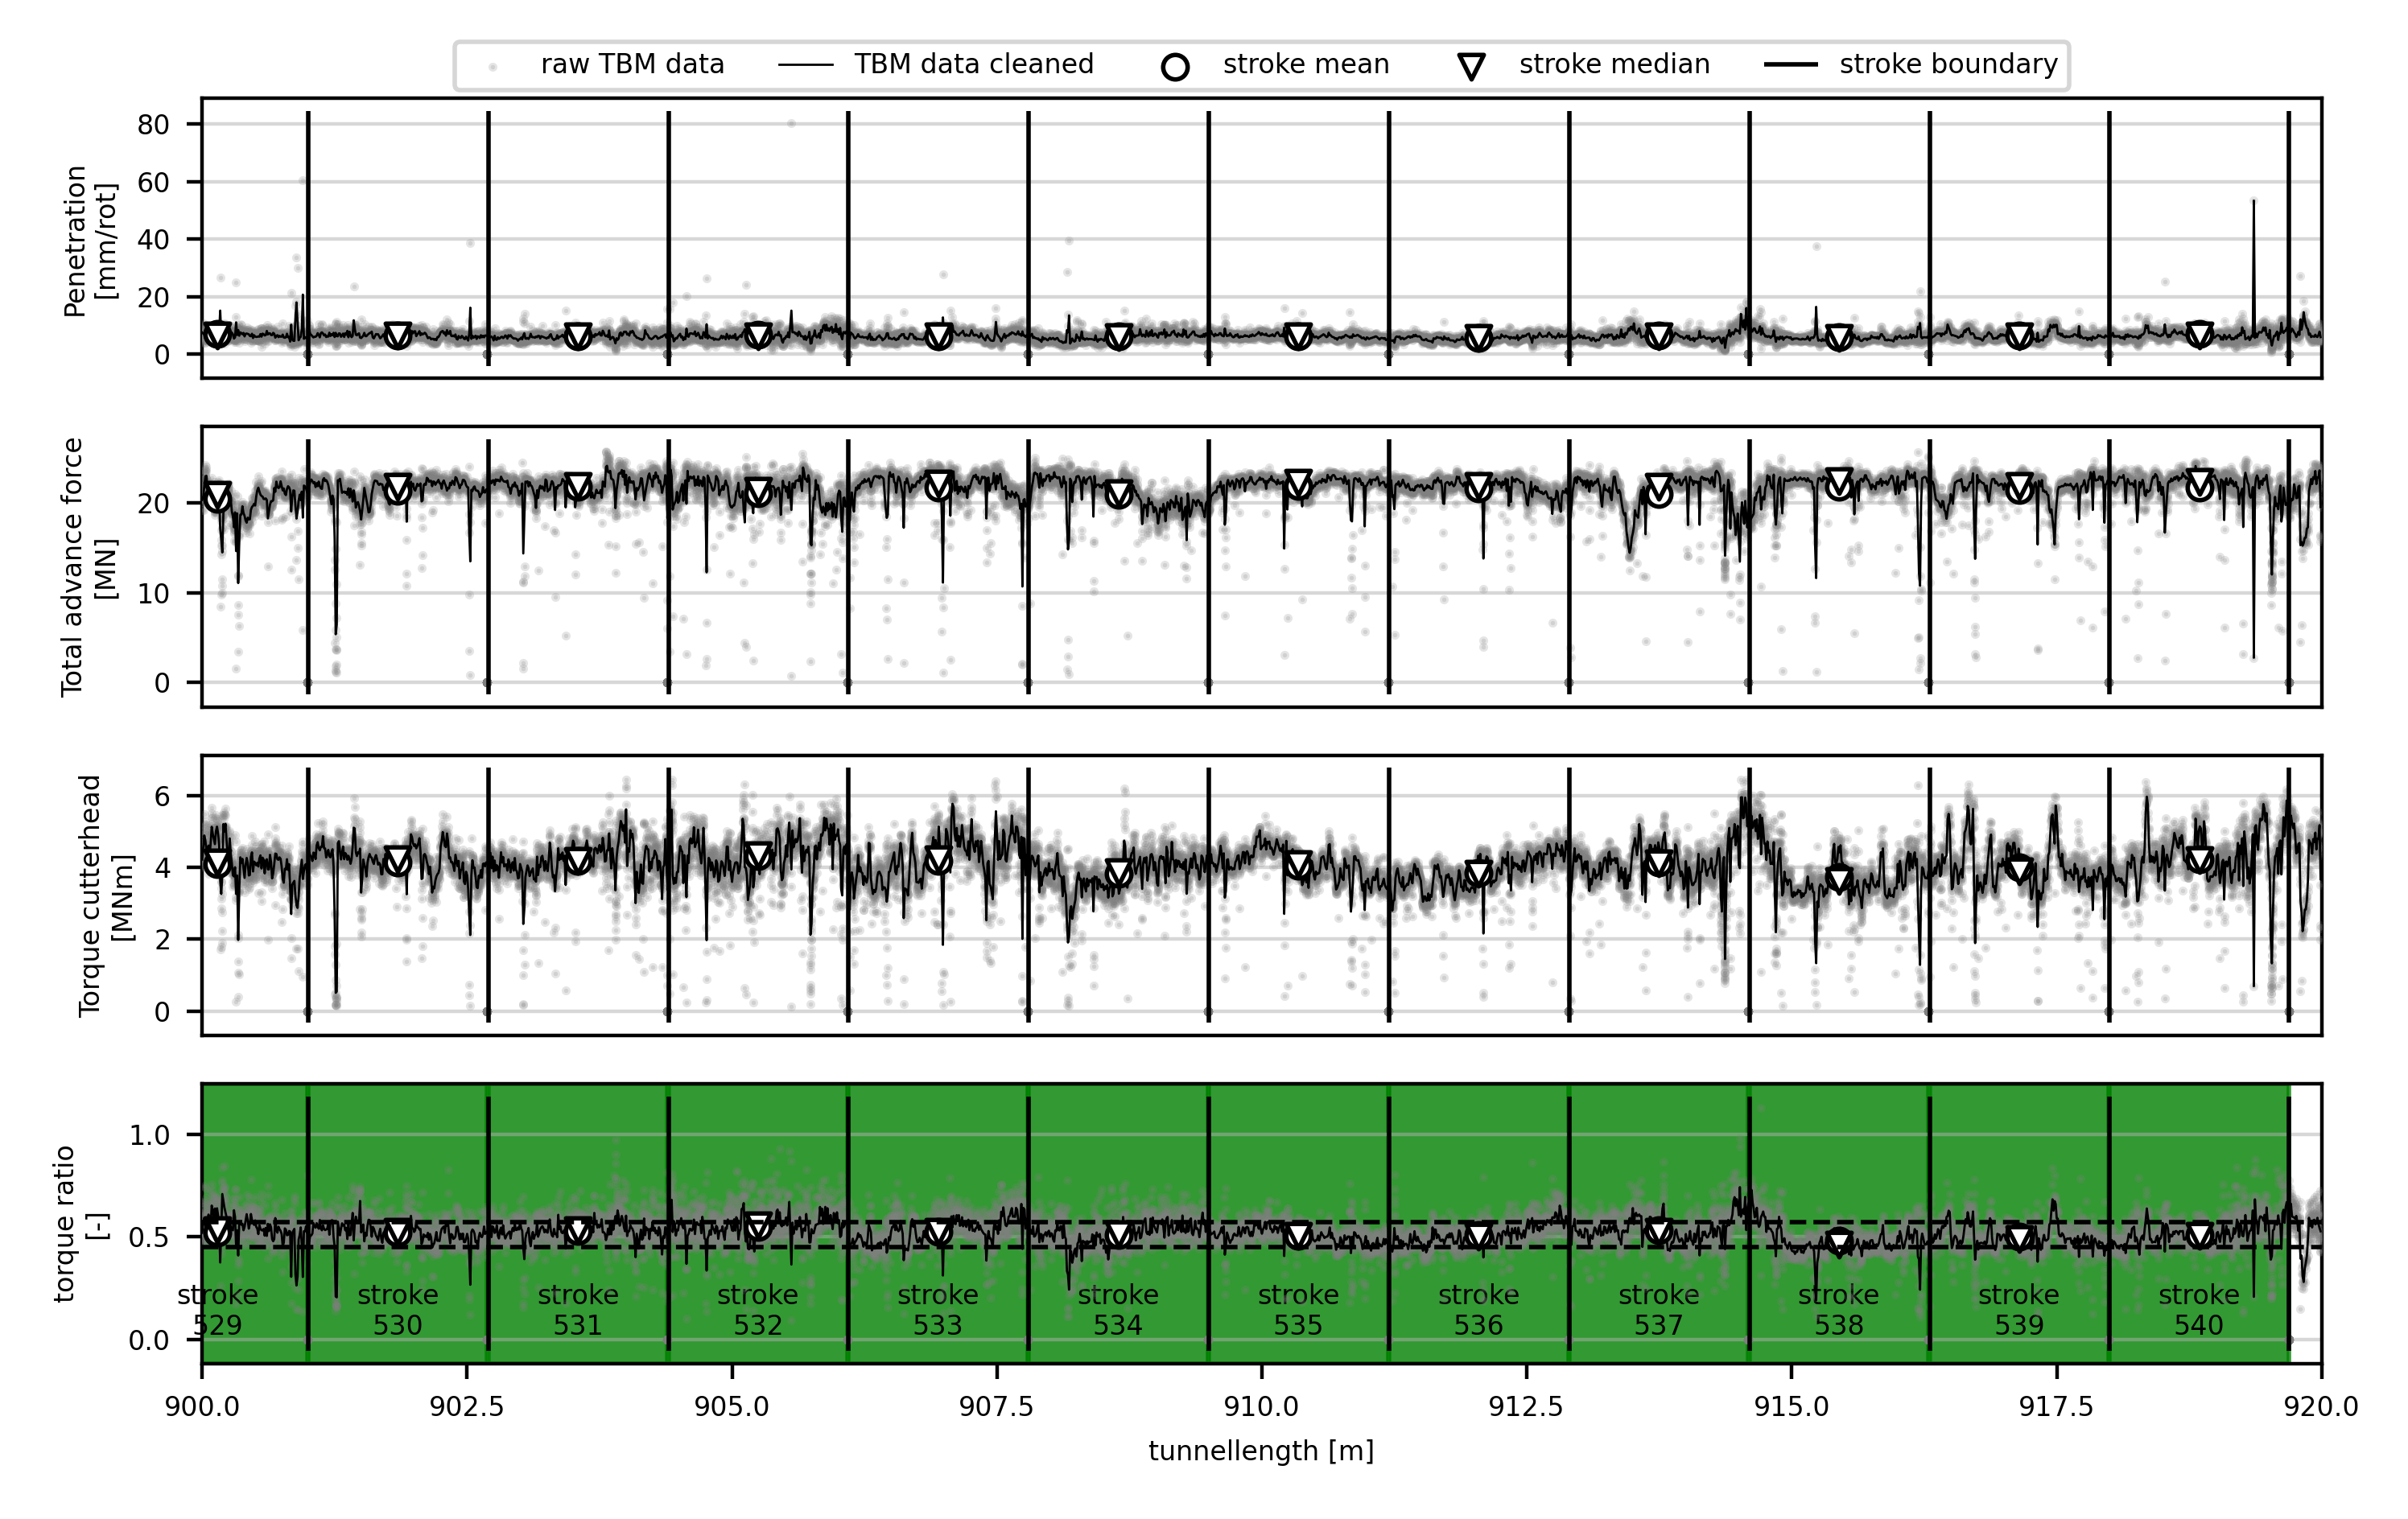 raw TBM data TBM data cleaned stroke mean stroke median stroke boundary
Penetration
[mm/rot]
80
60
40
20
0
Total advance force
[MN]
20
10
0
Torque cutterhead
[MNm]
6
4
2
0
torque ratio
[-]
1.0
0.5
0.0
stroke
529
stroke
530
stroke
531
stroke
532
stroke
533
stroke
534
stroke
535
stroke
536
stroke
537
stroke
538
stroke
539
stroke
540
900.0 902.5 905.0 907.5 910.0 912.5 915.0 917.5 920.0
tunnellength [m]